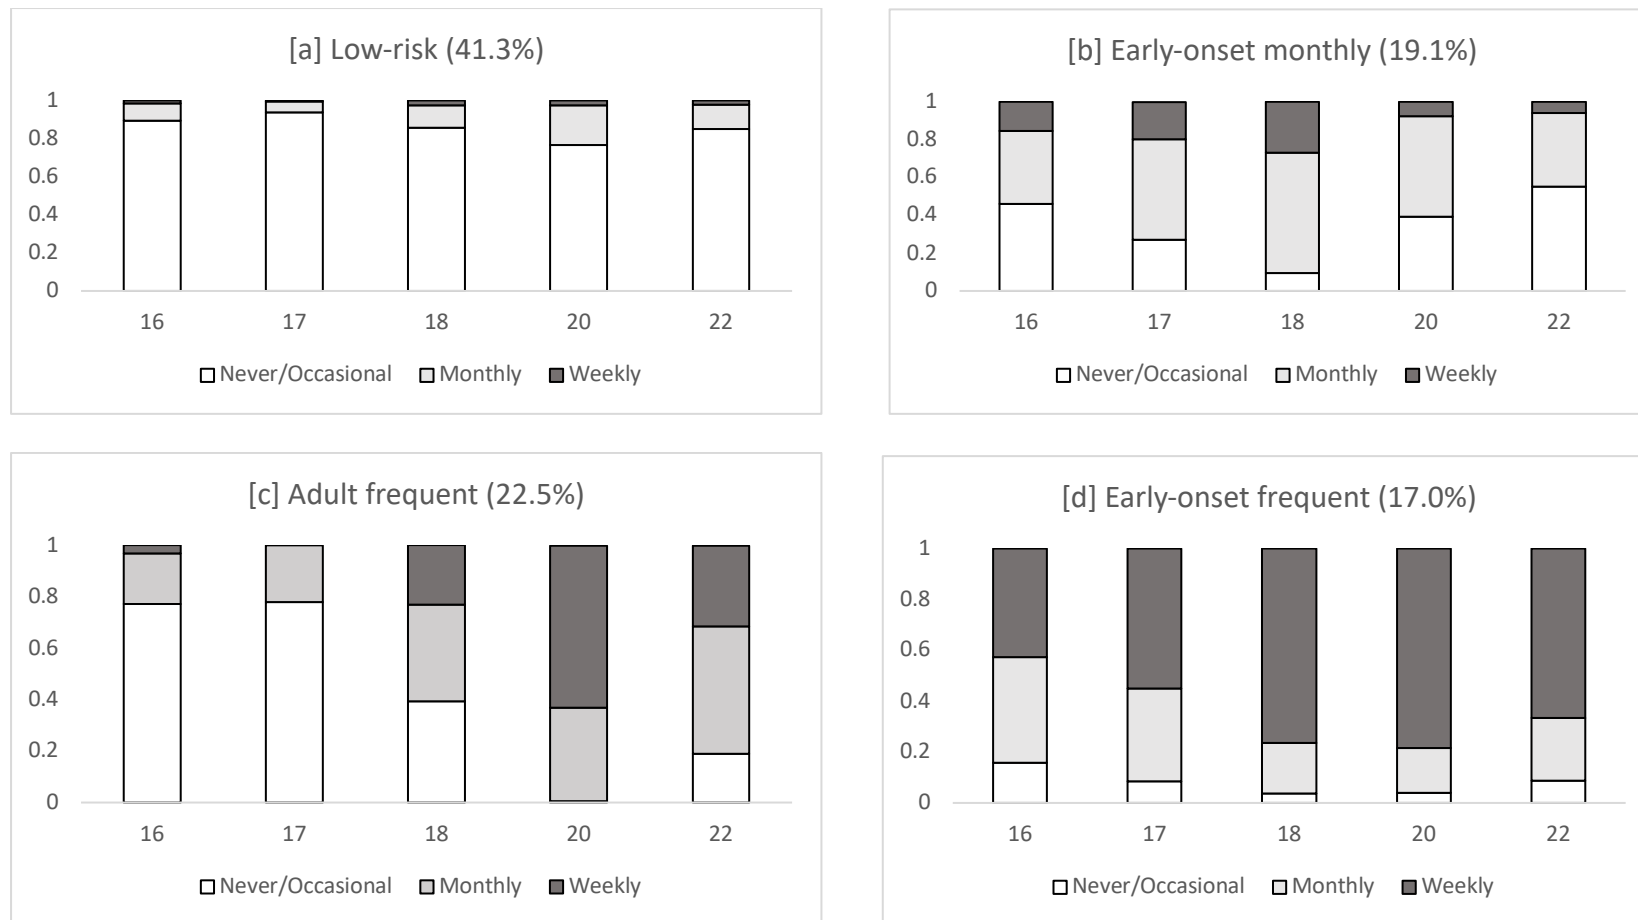 [a] Low-risk (41.3%)
1
0.8
0.6
0.4
0.2
0
16 17 18 20 22
Never/Occasional Monthly Weekly
[b] Early-onset monthly (19.1%)
1
0.8
0.6
0.4
0.2
0
16 17 18 20 22
Never/Occasional Monthly Weekly
[c] Adult frequent (22.5%)
1
0.8
0.6
0.4
0.2
0
16 17 18 20 22
Never/Occasional Monthly Weekly
[d] Early-onset frequent (17.0%)
1
0.8
0.6
0.4
0.2
0
16 17 18 20 22
Never/Occasional Monthly Weekly